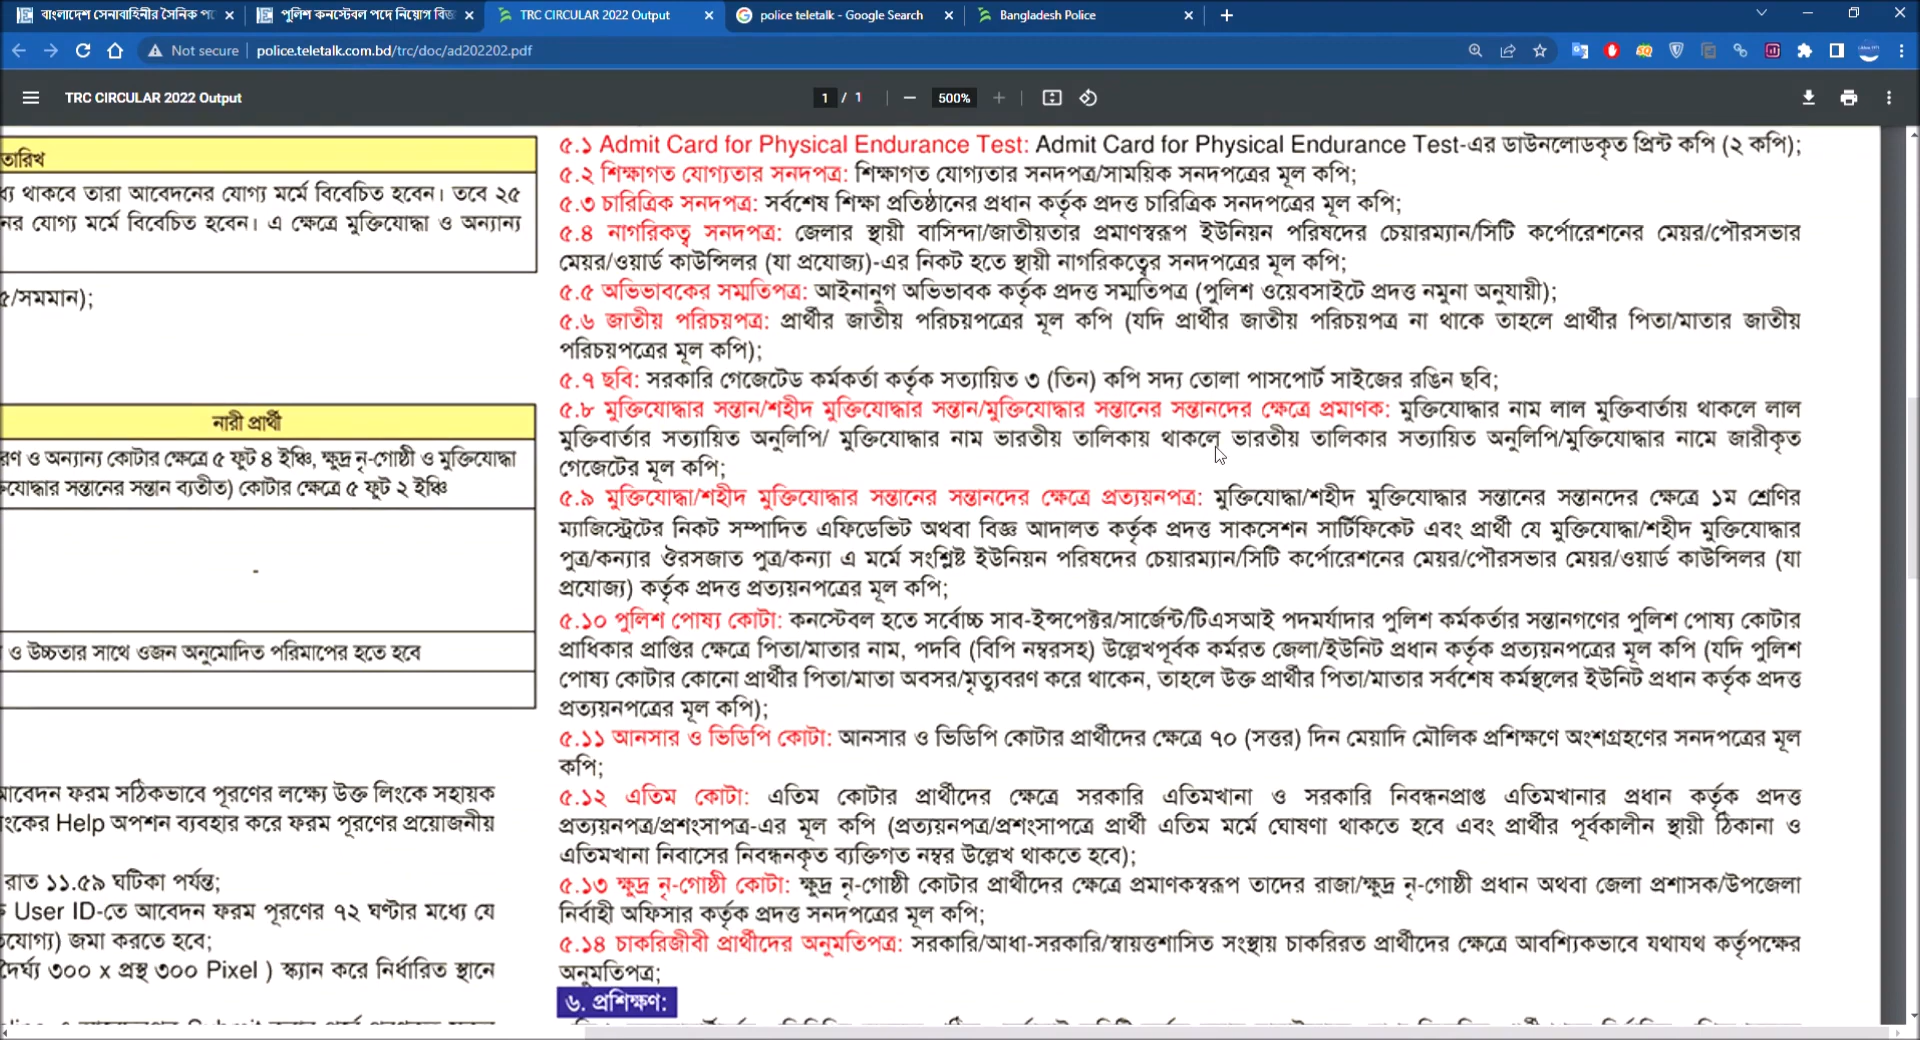 বাংলাদেশ সেনাবাহিনীর সৈনিক প
পুলিশ কনস্টেবল পদে নিয়োগ বিজ্ঞ
TRC CIRCULAR 2022 Output
police teletalk - Google Search
Bangladesh Police
Not secure
police.teletalk.com.bd/trc/doc/ad202202.pdf
TRC CIRCULAR 2022 Output
1 / 1
500%
তারিখ
থাকবে তারা আবেদনের যোগ্য মর্মে বিবেচিত হবেন। তবে ২৫
নের যোগ্য মর্মে বিবেচিত হবেন। এ ক্ষেত্রে মুক্তিযোদ্ধা ও অন্যান্য
৫/সমমান);
নারী প্রার্থী
রণ ও অন্যান্য কোটার ক্ষেত্রে ৫ ফুট ৪ ইঞ্চি, ক্ষুদ্র নৃ-গোষ্ঠী ও মুক্তিযোদ্ধা
ক্তিযোদ্ধার সন্তানের সন্তান ব্যতীত) কোটার ক্ষেত্রে ৫ ফুট ২ ইঞ্চি
-
ও উচ্চতার সাথে ওজন অনুমোদিত পরিমাপের হতে হবে
আবেদন ফরম সঠিকভাবে পূরণের লক্ষ্যে উক্ত লিংকে সহায়ক
ংকের Help অপশন ব্যবহার করে ফরম পূরণের প্রয়োজনীয়
রাত ১১.৫৯ ঘটিকা পর্যন্ত;
User ID-তে আবেদন ফরম পূরণের ৭২ ঘণ্টার মধ্যে যে
যোগ্য) জমা করতে হবে;
দৈর্ঘ্য ৩০০ x প্রস্থ ৩০০ Pixel ) স্ক্যান করে নির্ধারিত স্থানে
৫.১ Admit Card for Physical Endurance Test: Admit Card for Physical Endurance Test-এর ডাউনলোডকৃত প্রিন্ট কপি (২ কপি);
৫.২ শিক্ষাগত যোগ্যতার সনদপত্র: শিক্ষাগত যোগ্যতার সনদপত্র/সাময়িক সনদপত্রের মূল কপি;
৫.৩ চারিত্রিক সনদপত্র: সর্বশেষ শিক্ষা প্রতিষ্ঠানের প্রধান কর্তৃক প্রদত্ত চারিত্রিক সনদপত্রের মূল কপি;
৫.৪ নাগরিকত্ব সনদপত্র: জেলার স্থায়ী বাসিন্দা/জাতীয়তার প্রমাণস্বরূপ ইউনিয়ন পরিষদের চেয়ারম্যান/সিটি কর্পোরেশনের মেয়র/পৌরসভার
মেয়র/ওয়ার্ড কাউন্সিলর (যা প্রযোজ্য)-এর নিকট হতে স্থায়ী নাগরিকত্বের সনদপত্রের মূল কপি;
৫.৫ অভিভাবকের সম্মতিপত্র: আইনানুগ অভিভাবক কর্তৃক প্রদত্ত সম্মতিপত্র (পুলিশ ওয়েবসাইটে প্রদত্ত নমুনা অনুযায়ী);
৫.৬ জাতীয় পরিচয়পত্র: প্রার্থীর জাতীয় পরিচয়পত্রের মূল কপি (যদি প্রার্থীর জাতীয় পরিচয়পত্র না থাকে তাহলে প্রার্থীর পিতা/মাতার জাতীয়
পরিচয়পত্রের মূল কপি);
৫.৭ ছবি: সরকারি গেজেটেড কর্মকর্তা কর্তৃক সত্যায়িত ৩ (তিন) কপি সদ্য তোলা পাসপোর্ট সাইজের রঙিন ছবি;
৫.৮ মুক্তিযোদ্ধার সন্তান/শহীদ মুক্তিযোদ্ধার সন্তান/মুক্তিযোদ্ধার সন্তানের সন্তানদের ক্ষেত্রে প্রমাণক: মুক্তিযোদ্ধার নাম লাল মুক্তিবার্তায় থাকলে লাল
মুক্তিবার্তার সত্যায়িত অনুলিপি/ মুক্তিযোদ্ধার নাম ভারতীয় তালিকায় থাকলে ভারতীয় তালিকার সত্যায়িত অনুলিপি/মুক্তিযোদ্ধার নামে জারীকৃত
গেজেটের মূল কপি;
৫.৯ মুক্তিযোদ্ধা/শহীদ মুক্তিযোদ্ধার সন্তানের সন্তানদের ক্ষেত্রে প্রত্যয়নপত্র: মুক্তিযোদ্ধা/শহীদ মুক্তিযোদ্ধার সন্তানের সন্তানদের ক্ষেত্রে ১ম শ্রেণির
ম্যাজিস্ট্রেটের নিকট সম্পাদিত এফিডেভিট অথবা বিজ্ঞ আদালত কর্তৃক প্রদত্ত সাকসেশন সার্টিফিকেট এবং প্রার্থী যে মুক্তিযোদ্ধা/শহীদ মুক্তিযোদ্ধার
পুত্র/কন্যার ঔরসজাত পুত্র/কন্যা এ মর্মে সংশ্লিষ্ট ইউনিয়ন পরিষদের চেয়ারম্যান/সিটি কর্পোরেশনের মেয়র/পৌরসভার মেয়র/ওয়ার্ড কাউন্সিলর (যা
প্রযোজ্য) কর্তৃক প্রদত্ত প্রত্যয়নপত্রের মূল কপি;
৫.১০ পুলিশ পোষ্য কোটা: কনস্টেবল হতে সর্বোচ্চ সাব-ইন্সপেক্টর/সার্জেন্ট/টিএসআই পদমর্যাদার পুলিশ কর্মকর্তার সন্তানগণের পুলিশ পোষ্য কোটার
প্রাধিকার প্রাপ্তির ক্ষেত্রে পিতা/মাতার নাম, পদবি (বিপি নম্বরসহ) উল্লেখপূর্বক কর্মরত জেলা/ইউনিট প্রধান কর্তৃক প্রত্যয়নপত্রের মূল কপি (যদি পুলিশ
পোষ্য কোটার কোনো প্রার্থীর পিতা/মাতা অবসর/মৃত্যুবরণ করে থাকেন, তাহলে উক্ত প্রার্থীর পিতা/মাতার সর্বশেষ কর্মস্থলের ইউনিট প্রধান কর্তৃক প্রদত্ত
প্রত্যয়নপত্রের মূল কপি);
৫.১১ আনসার ও ভিডিপি কোটা: আনসার ও ভিডিপি কোটার প্রার্থীদের ক্ষেত্রে ৭০ (সত্তর) দিন মেয়াদি মৌলিক প্রশিক্ষণে অংশগ্রহণের সনদপত্রের মূল
কপি;
৫.১২ এতিম কোটা: এতিম কোটার প্রার্থীদের ক্ষেত্রে সরকারি এতিমখানা ও সরকারি নিবন্ধনপ্রাপ্ত এতিমখানার প্রধান কর্তৃক প্রদত্ত
প্রত্যয়নপত্র/প্রশংসাপত্র-এর মূল কপি (প্রত্যয়নপত্র/প্রশংসাপত্রে প্রার্থী এতিম মর্মে ঘোষণা থাকতে হবে এবং প্রার্থীর পূর্বকালীন স্থায়ী ঠিকানা ও
এতিমখানা নিবাসের নিবন্ধনকৃত ব্যক্তিগত নম্বর উল্লেখ থাকতে হবে);
৫.১৩ ক্ষুদ্র নৃ-গোষ্ঠী কোটা: ক্ষুদ্র নৃ-গোষ্ঠী কোটার প্রার্থীদের ক্ষেত্রে প্রমাণকস্বরূপ তাদের রাজা/ক্ষুদ্র নৃ-গোষ্ঠী প্রধান অথবা জেলা প্রশাসক/উপজেলা
নির্বাহী অফিসার কর্তৃক প্রদত্ত সনদপত্রের মূল কপি;
৫.১৪ চাকরিজীবী প্রার্থীদের অনুমতিপত্র: সরকারি/আধা-সরকারি/স্বায়ত্তশাসিত সংস্থায় চাকরিরত প্রার্থীদের ক্ষেত্রে আবশ্যিকভাবে যথাযথ কর্তৃপক্ষের
অনুমতিপত্র;
৬. প্রশিক্ষণ: